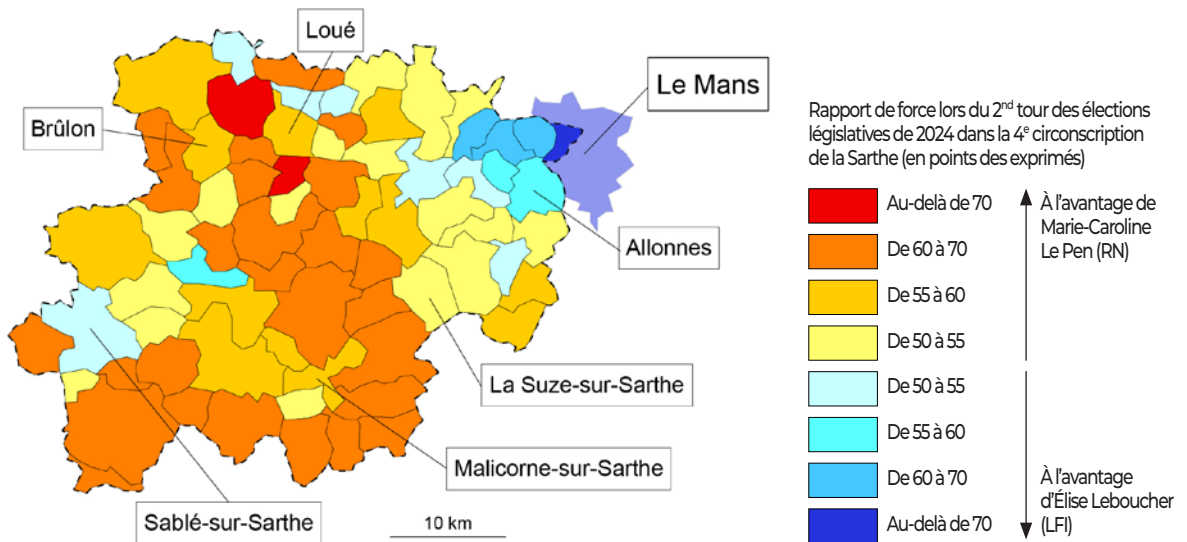 Loué
Le Mans
Brûlon
Allonnes
La Suze-sur-Sarthe
Malicorne-sur-Sarthe
Sablé-sur-Sarthe
10 km
Rapport de force lors du 2nd tour des élections
législatives de 2024 dans la 4e circonscription
de la Sarthe (en points des exprimés)
Au-delà de 70
De 60 à 70
De 55 à 60
De 50 à 55
De 50 à 55
De 55 à 60
De 60 à 70
Au-delà de 70
À l'avantage de
Marie-Caroline
Le Pen (RN)
À l'avantage
d'Élise Leboucher
(LFI)